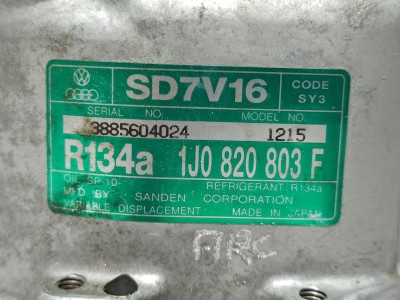 SD7V16
CODE
SY3
SERIAL NO.
MODEL NO.
3885604024
1215
R134a 1J0 820 803 F
OIL SP-10
REFRIGERANT R134a
MFD BY SANDEN CORPORATION
VARIABLE DISPLACEMENT MADE IN JAPAN